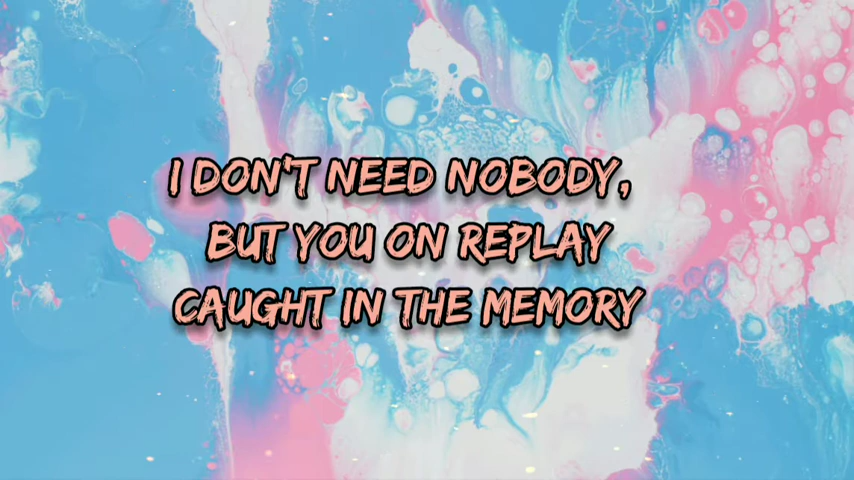 I DON'T NEED NOBODY,
BUT YOU ON REPLAY
CAUGHT IN THE MEMORY